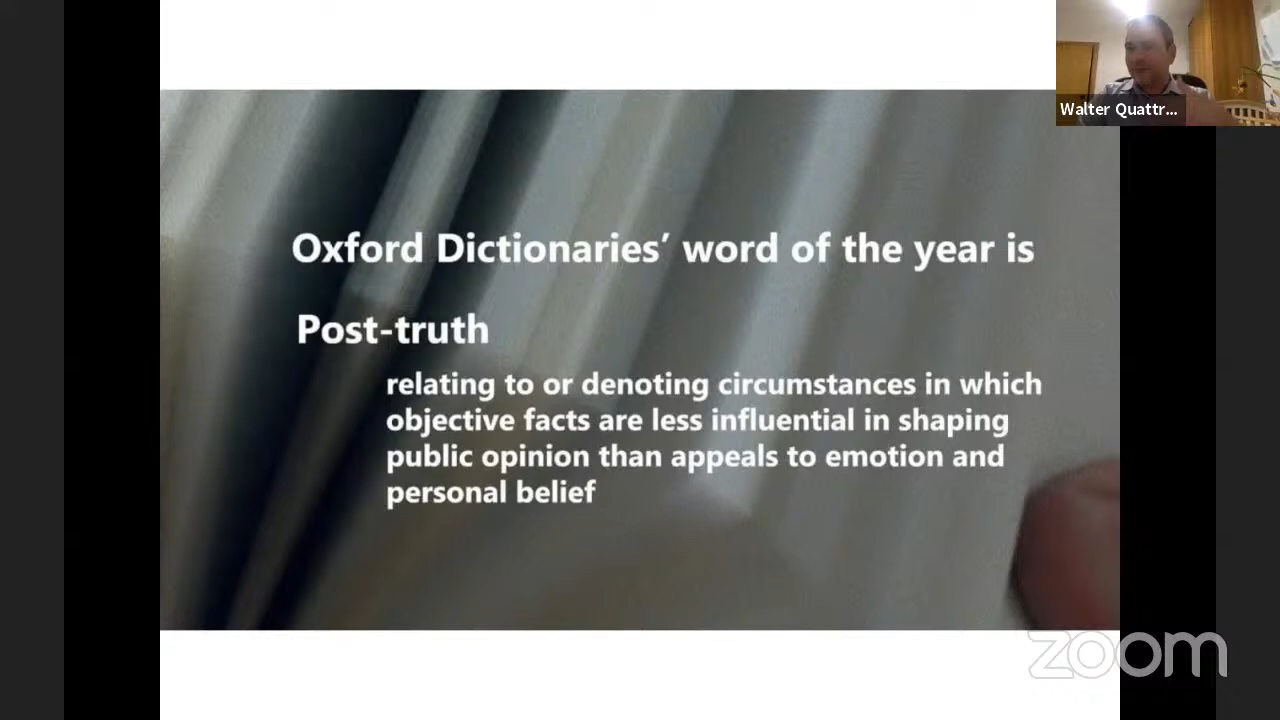 Walter Quattr...
Oxford Dictionaries’ word of the year is
Post-truth
relating to or denoting circumstances in which
objective facts are less influential in shaping
public opinion than appeals to emotion and
personal belief
zoom